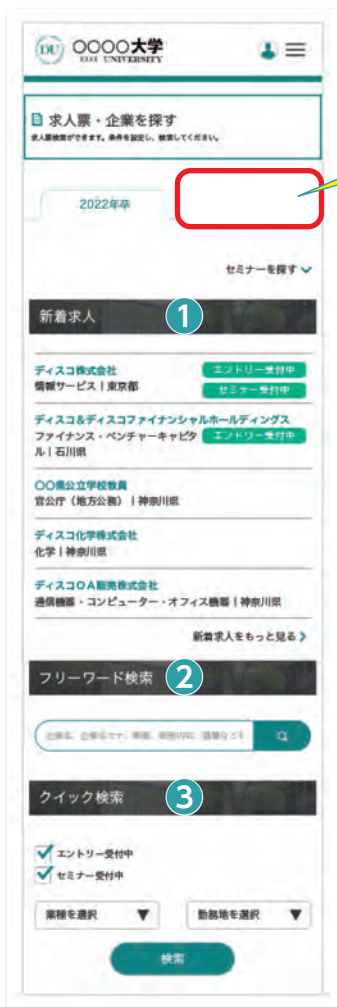 DU
〇〇〇〇大学
XXXX UNIVERSITY
求人票・企業を探す
求人票検索ができます。条件を設定し、検索してください。
2022年卒
セミナーを探す
新着求人 1
ディスコ株式会社
エントリー受付中
情報サービス | 東京都
セミナー受付中
ディスコ&ディスコファイナンシャルホールディングス
ファイナンス・ベンチャーキャピタ エントリー受付中
ル | 石川県
〇〇県公立学校教員
官公庁（地方公務） | 神奈川県
ディスコ化学株式会社
化学 | 神奈川県
ディスコOA販売株式会社
通信機器・コンピューター・オフィス機器 | 神奈川県
新着求人をもっと見る
フリーワード検索 2
クイック検索 3
エントリー受付中
セミナー受付中
業種を選択 ▼ 勤務地を選択 ▼
検索